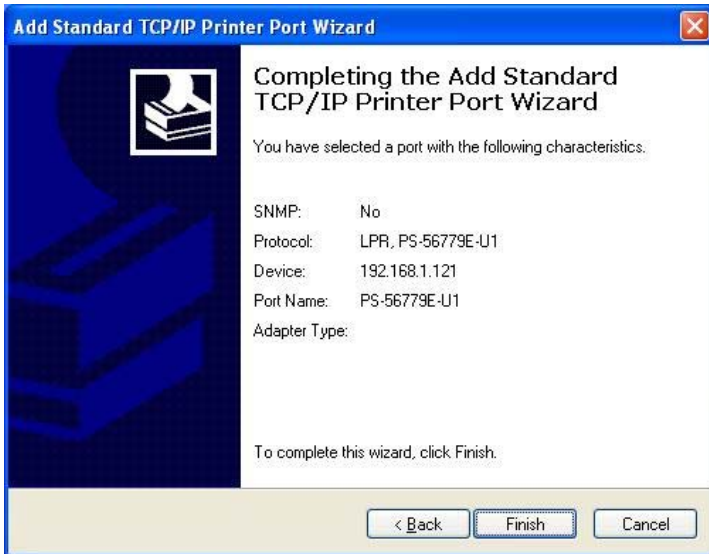 Add Standard TCP/IP Printer Port Wizard
Completing the Add Standard
TCP/IP Printer Port Wizard
You have selected a port with the following characteristics.
SNMP: No
Protocol: LPR, PS-56779E-U1
Device: 192.168.1.121
Port Name: PS-56779E-U1
Adapter Type:
To complete this wizard, click Finish.
< Back Finish Cancel